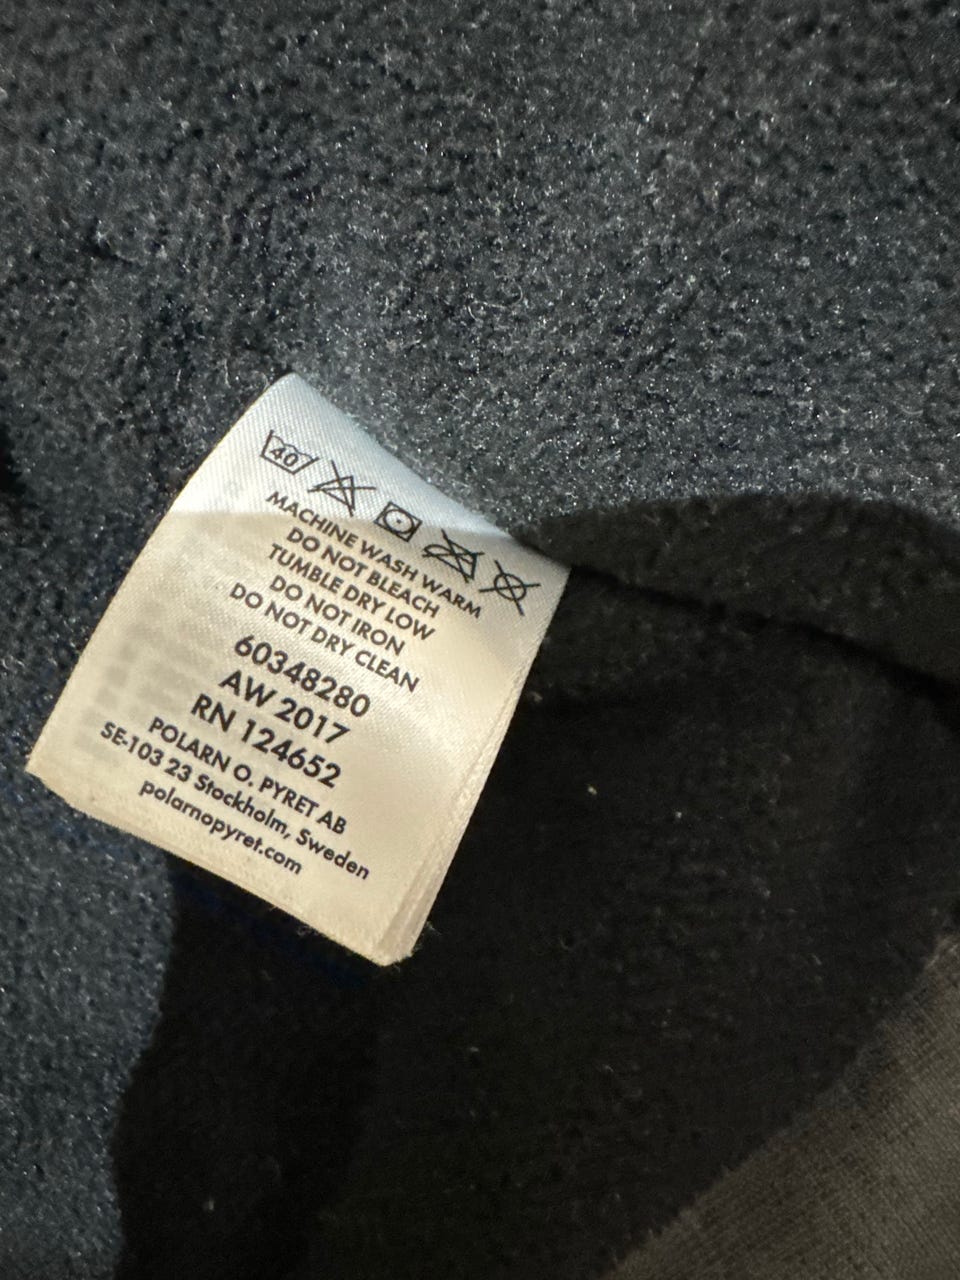 40
MACHINE WASH WARM
DO NOT BLEACH
TUMBLE DRY LOW
DO NOT IRON
DO NOT DRY CLEAN
60348280
AW 2017
RN 124652
POLARN O. PYRET AB
SE-103 23 Stockholm, Sweden
polarnopyret.com